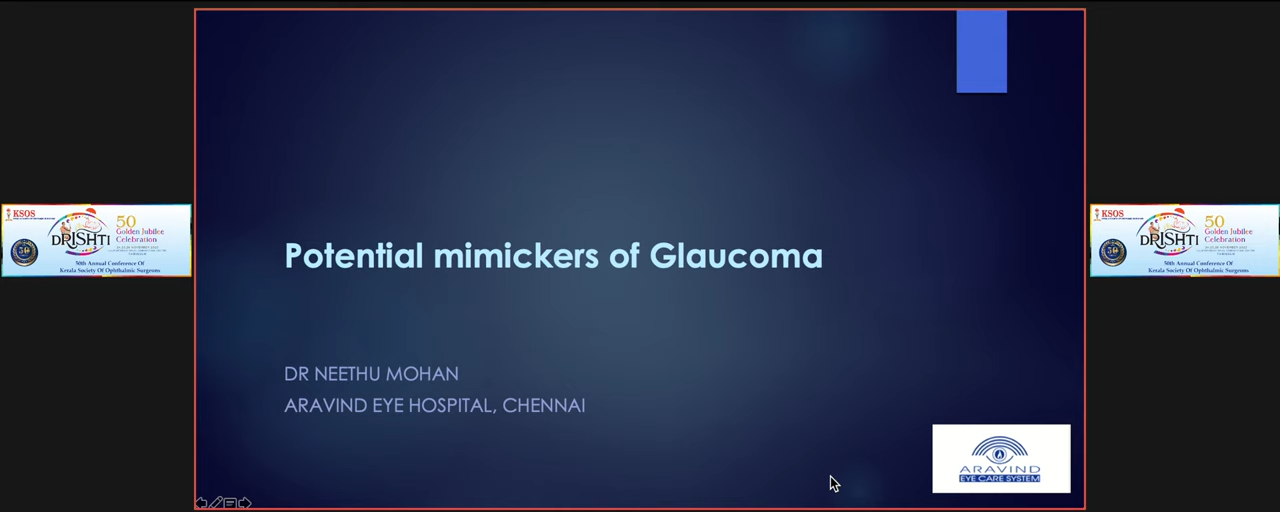 Potential mimickers of Glaucoma
DR NEETHU MOHAN
ARAVIND EYE HOSPITAL, CHENNAI
ARAVIND
EYE CARE SYSTEM
KSOS
DRISHTI
50
Golden Jubilee
Celebration
50th Annual Conference Of
Kerala Society Of Ophthalmic Surgeons
KSOS
DRISHTI
50
Golden Jubilee
Celebration
50th Annual Conference Of
Kerala Society Of Ophthalmic Surgeons